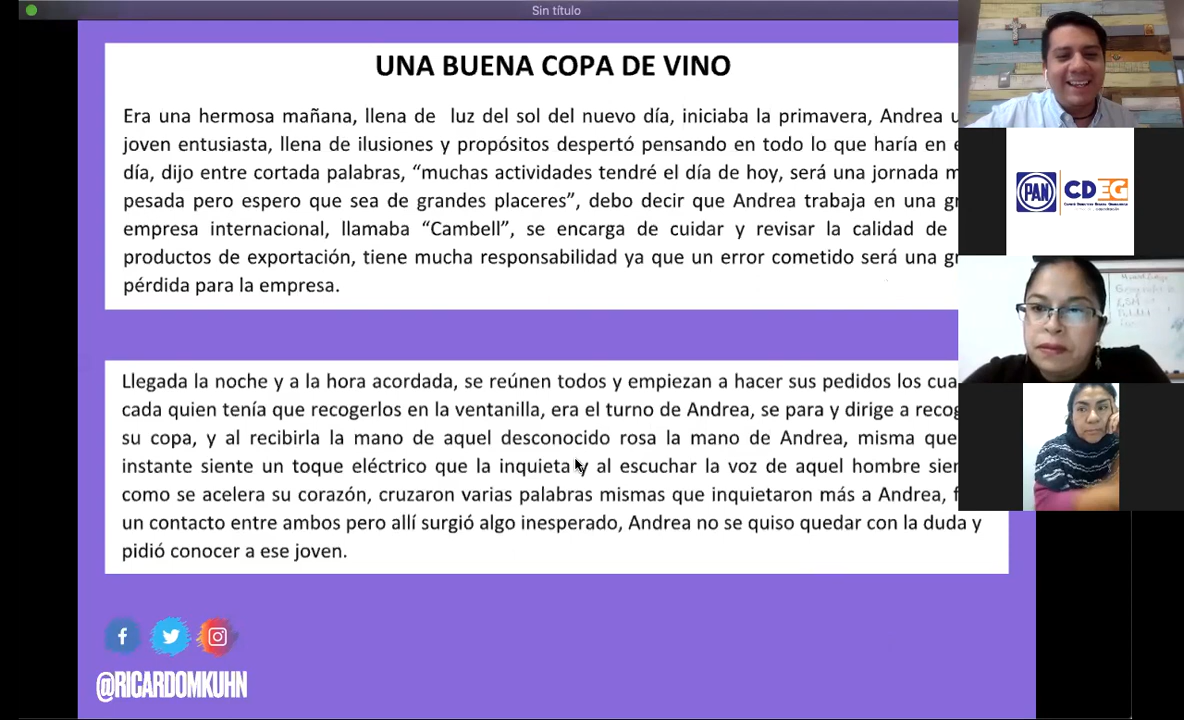 Sin título
UNA BUENA COPA DE VINO
Era una hermosa mañana, llena de luz del sol del nuevo día, iniciaba la primavera, Andrea
joven entusiasta, llena de ilusiones y propósitos despertó pensando en todo lo que haría en
día, dijo entre cortada palabras, “muchas actividades tendré el día de hoy, será una jornada
pesada pero espero que sea de grandes placeres”, debo decir que Andrea trabaja en una
empresa internacional, llamaba “Cambell”, se encarga de cuidar y revisar la calidad de
productos de exportación, tiene mucha responsabilidad ya que un error cometido será una
pérdida para la empresa.
Llegada la noche y a la hora acordada, se reúnen todos y empiezan a hacer sus pedidos los
cada quien tenía que recogerlos en la ventanilla, era el turno de Andrea, se para y dirige a
su copa, y al recibirla la mano de aquel desconocido rosa la mano de Andrea, misma que
instante siente un toque eléctrico que la inquieta y al escuchar la voz de aquel hombre
como se acelera su corazón, cruzaron varias palabras mismas que inquietaron más a Andrea,
un contacto entre ambos pero allí surgió algo inesperado, Andrea no se quiso quedar con la duda y
pidió conocer a ese joven.
@RICARDOMKUHN
PAN CDEG